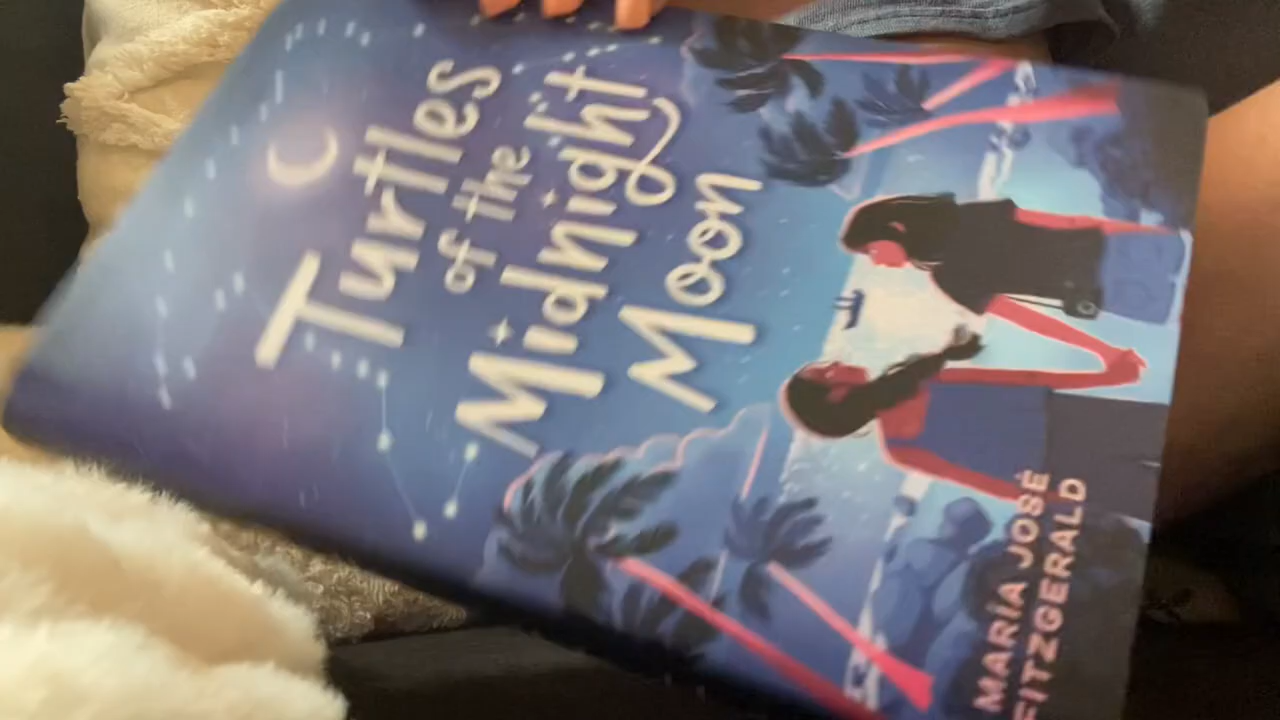 Turtles
of the
Midnight
Moon
MARÍA JOSÉ
FITZGERALD